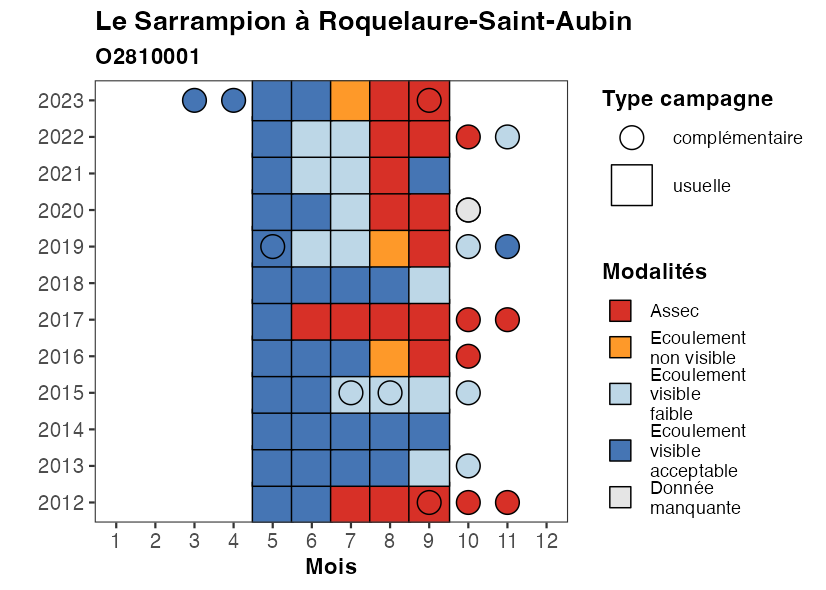 Le Sarrampion à Roquelaure-Saint-Aubin
O2810001
2023
2022
2021
2020
2019
2018
2017
2016
2015
2014
2013
2012
1 2 3 4 5 6 7 8 9 10 11 12
Mois
Type campagne
complémentaire
usuelle
Modalités
Assec
Ecoulement
non visible
Ecoulement
visible
faible
Ecoulement
visible
acceptable
Donnée
manquante